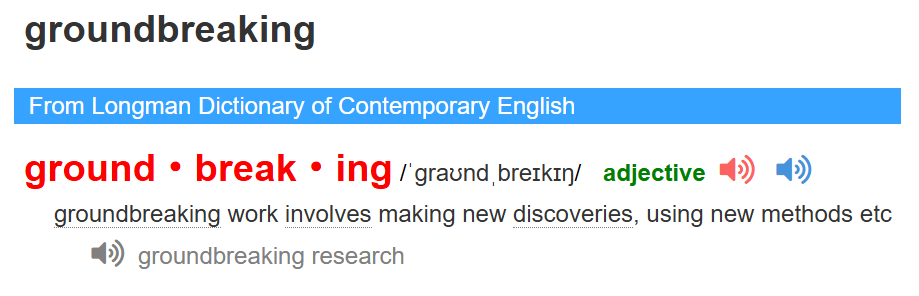 groundbreaking
From Longman Dictionary of Contemporary English
ground • break • ing /ˈɡraʊndˌbreɪkɪŋ/ adjective
groundbreaking work involves making new discoveries, using new methods etc
groundbreaking research